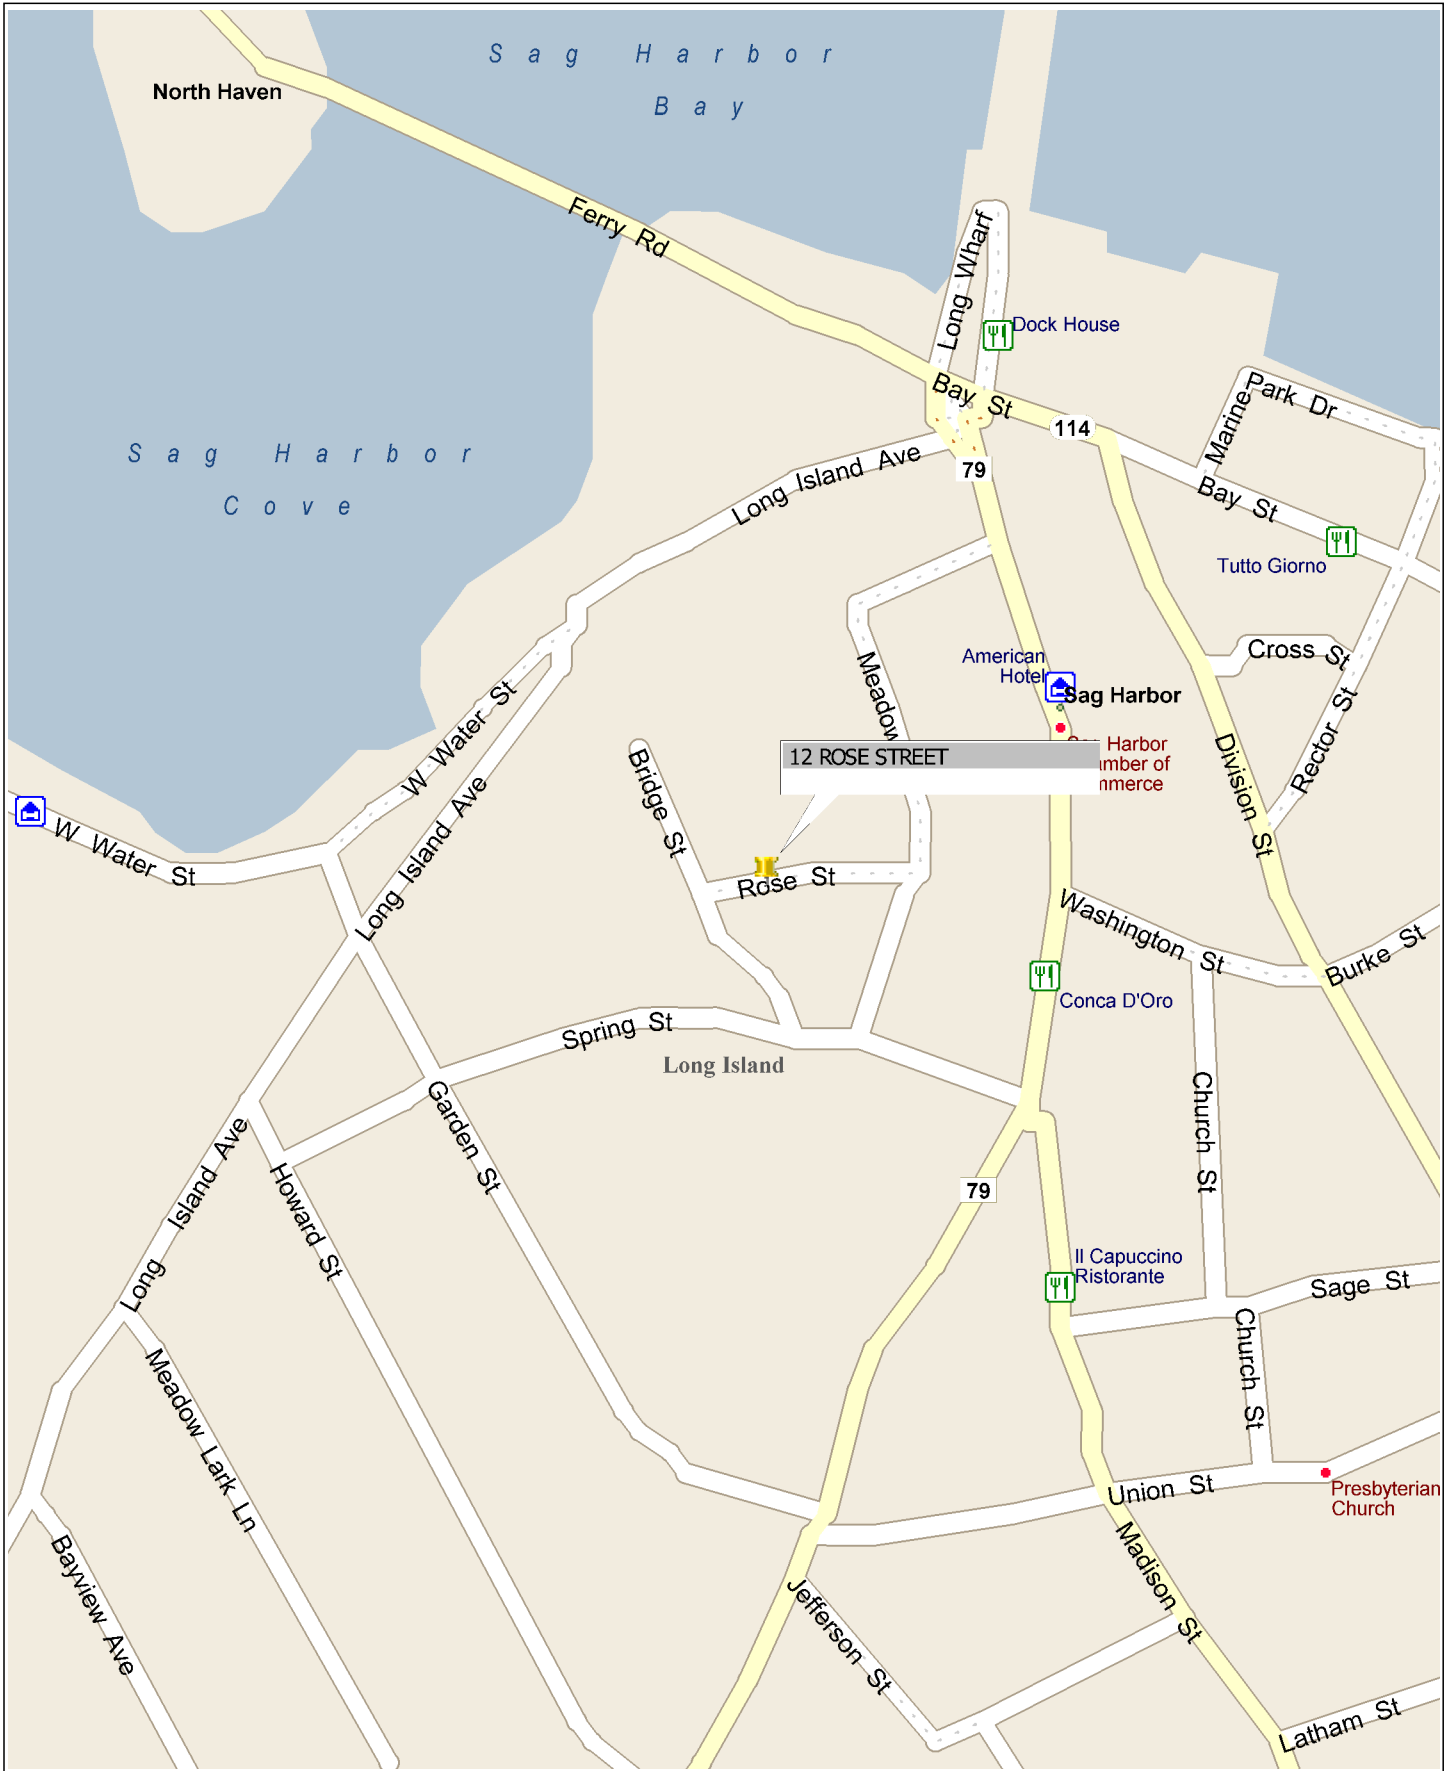 Sag Harbor
Bay
North Haven
Ferry Rd
Long Wharf
Dock House
Bay St
114
Park Dr
Marine
79
Long Island Ave
Sag Harbor
Cove
Bay St
Tutto Giorno
Cross St
American
Hotel
Meadow
Sag Harbor
W Water St
Rector St
Harbor
mber of
mmerce
12 ROSE STREET
Division St
Bridge St
Long Island Ave
W Water St
Rose St
Washington St
Burke St
Conca D'Oro
Spring St
Long Island
Garden St
Church St
Long Island Ave
Howard St
79
Il Capuccino
Ristorante
Sage St
Church St
Meadow Lark Ln
Union St
Presbyterian
Church
Madison St
Bayview Ave
Jefferson St
Latham St